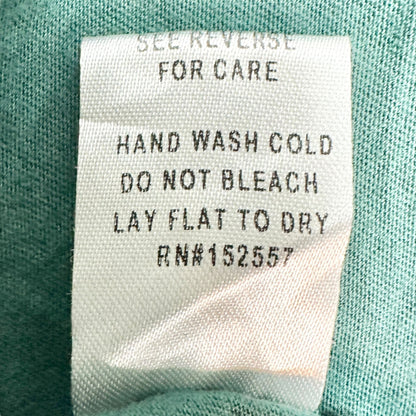 SEE REVERSE
FOR CARE
HAND WASH COLD
DO NOT BLEACH
LAY FLAT TO DRY
RN#152557